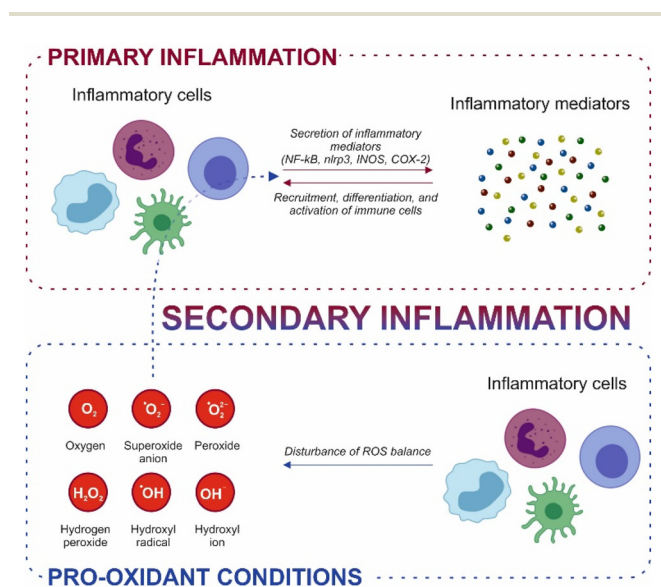 PRIMARY INFLAMMATION
Inflammatory cells
Inflammatory mediators
Secretion of inflammatory
mediators
(NF-kB, nlrp3, INOS, COX-2)
Recruitment, differentiation, and
activation of immune cells
SECONDARY INFLAMMATION
Inflammatory cells
O₂
•O₂⁻
•O₂²⁻
Oxygen
Superoxide
anion
Peroxide
Disturbance of ROS balance
H₂O₂
•OH
OH⁻
Hydrogen
peroxide
Hydroxyl
radical
Hydroxyl
ion
PRO-OXIDANT CONDITIONS